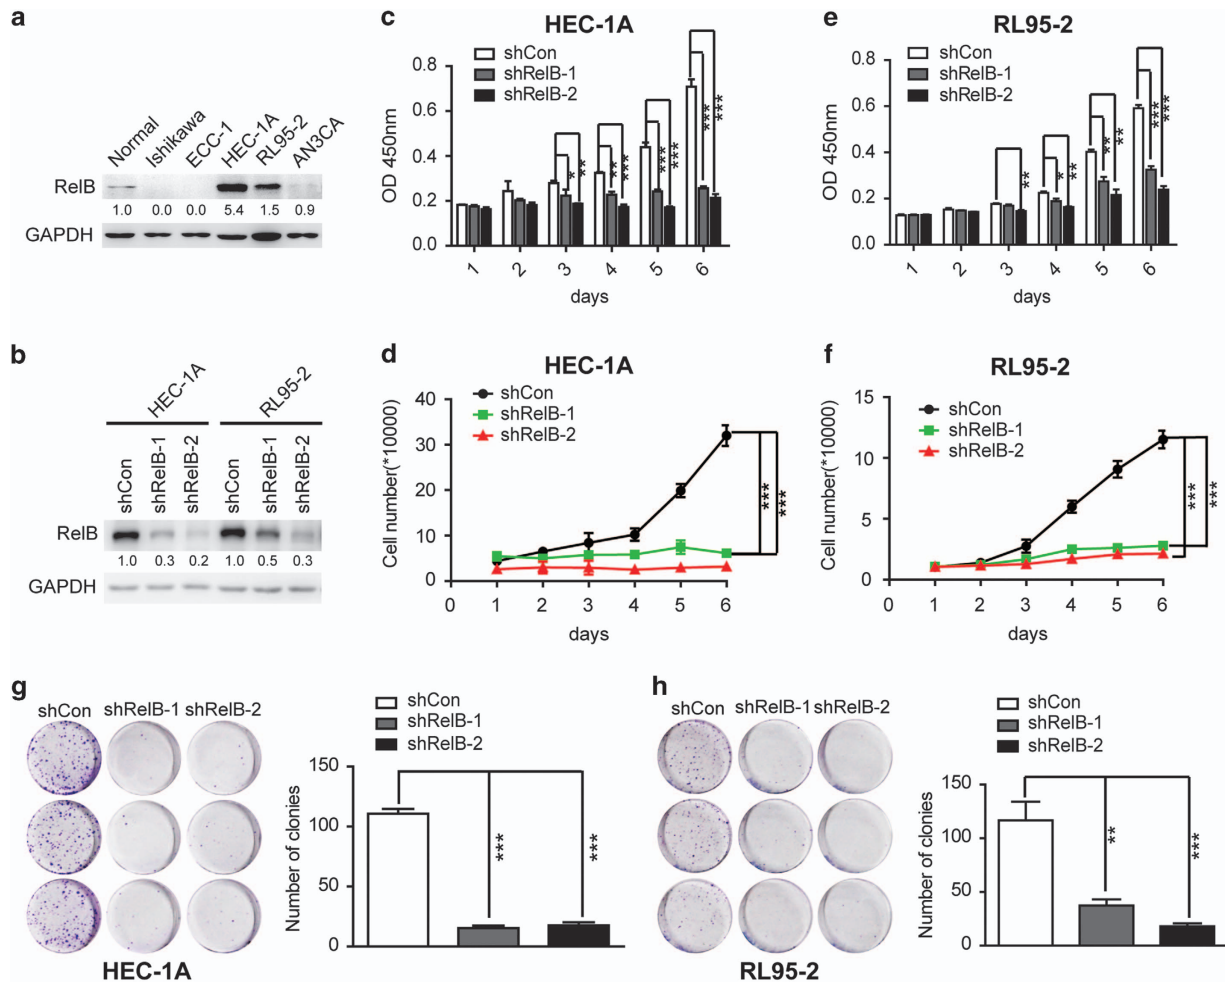 a
Normal
Ishikawa
ECC-1
HEC-1A
RL95-2
AN3CA
RelB
1.0 0.0 0.0 5.4 1.5 0.9
GAPDH
c
HEC-1A
shCon
shRelB-1
shRelB-2
OD 450nm
0.8
0.6
0.4
0.2
0.0
* ** ** *** *** *** *** ***
1 2 3 4 5 6
days
e
RL95-2
shCon
shRelB-1
shRelB-2
OD 450nm
0.8
0.6
0.4
0.2
0.0
** * ** ** ** *** ***
1 2 3 4 5 6
days
b
HEC-1A
RL95-2
shCon
shRelB-1
shRelB-2
shCon
shRelB-1
shRelB-2
RelB
1.0 0.3 0.2 1.0 0.5 0.3
GAPDH
d
HEC-1A
shCon
shRelB-1
shRelB-2
Cell number(*10000)
40
30
20
10
0
*** ***
0 1 2 3 4 5 6
days
f
RL95-2
shCon
shRelB-1
shRelB-2
Cell number(*10000)
15
10
5
0
*** ***
0 1 2 3 4 5 6
days
g
shCon shRelB-1 shRelB-2
HEC-1A
shCon
shRelB-1
shRelB-2
Number of clonies
150
100
50
0
*** ***
h
shCon shRelB-1 shRelB-2
RL95-2
shCon
shRelB-1
shRelB-2
Number of clonies
150
100
50
0
** ***